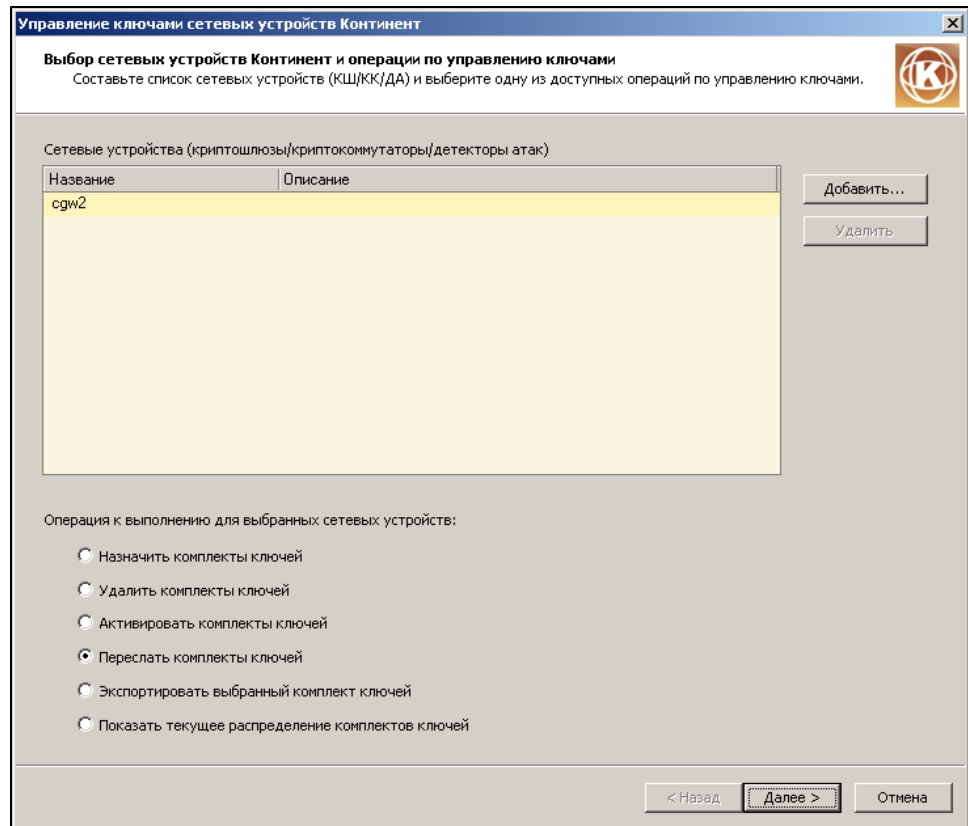 Управление ключами сетевых устройств Континент
Выбор сетевых устройств Континент и операции по управлению ключами
Составьте список сетевых устройств (КШ/КК/ДА) и выберите одну из доступных операций по управлению ключами.
K
Сетевые устройства (криптошлюзы/криптокоммутаторы/детекторы атак)
Название Описание
cgw2
Добавить...
Удалить
Операция к выполнению для выбранных сетевых устройств:
Назначить комплекты ключей
Удалить комплекты ключей
Активировать комплекты ключей
Переслать комплекты ключей
Экспортировать выбранный комплект ключей
Показать текущее распределение комплектов ключей
< Назад Далее > Отмена